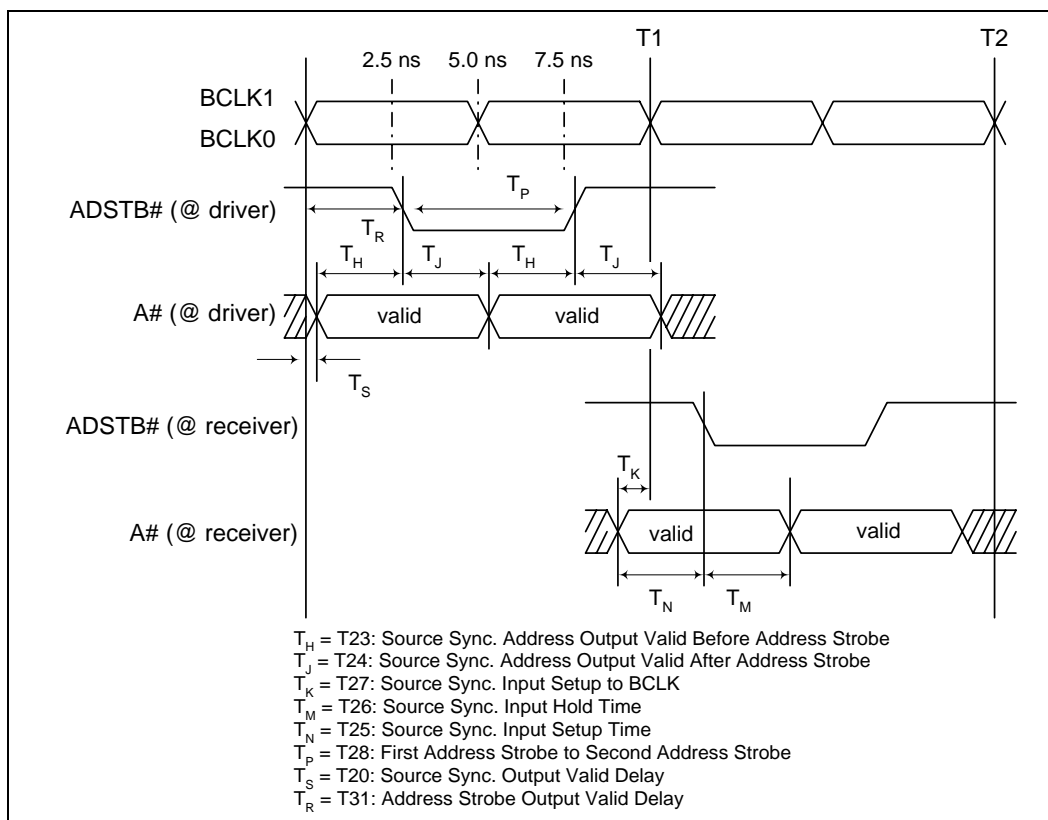 T1 T2
2.5 ns 5.0 ns 7.5 ns
BCLK1
BCLK0
T_P
ADSTB# (@ driver)
T_R
T_H T_J T_H T_J
A# (@ driver) valid valid
T_S
ADSTB# (@ receiver)
T_K
A# (@ receiver) valid valid
T_N T_M
T_H = T23: Source Sync. Address Output Valid Before Address Strobe
T_J = T24: Source Sync. Address Output Valid After Address Strobe
T_K = T27: Source Sync. Input Setup to BCLK
T_M = T26: Source Sync. Input Hold Time
T_N = T25: Source Sync. Input Setup Time
T_P = T28: First Address Strobe to Second Address Strobe
T_S = T20: Source Sync. Output Valid Delay
T_R = T31: Address Strobe Output Valid Delay